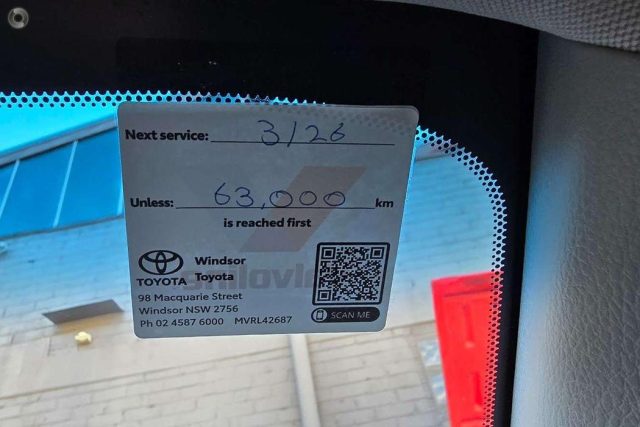 Next service: 3/26
Unless: 63,000 km
is reached first
TOYOTA
Windsor
Toyota
98 Macquarie Street
Windsor NSW 2756
Ph 02 4587 6000 MVRL42687
SCAN ME